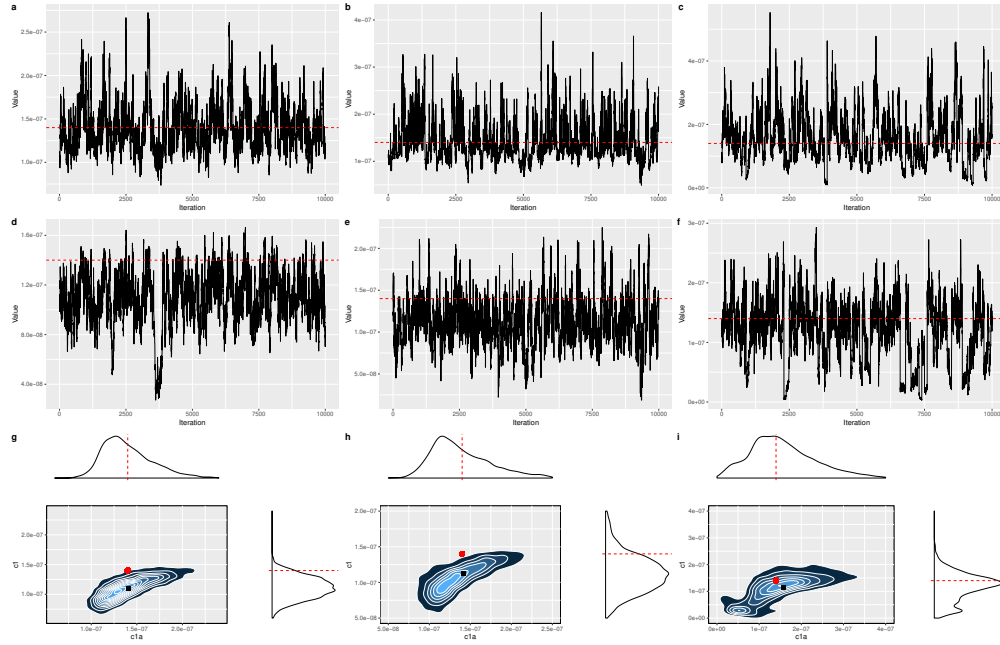 a
b
c
2.5e−07
2.0e−07
1.5e−07
1.0e−07
Value
0
2500
5000
7500
10000
Iteration
4e−07
3e−07
2e−07
1e−07
Value
0
2500
5000
7500
10000
Iteration
4e−07
2e−07
0e+00
Value
0
2500
5000
7500
10000
Iteration
d
e
f
1.6e−07
1.2e−07
8.0e−08
4.0e−08
Value
0
2500
5000
7500
10000
Iteration
2.0e−07
1.5e−07
1.0e−07
5.0e−08
Value
0
2500
5000
7500
10000
Iteration
3e−07
2e−07
1e−07
0e+00
Value
0
2500
5000
7500
10000
Iteration
g
h
i
2.0e−07
1.5e−07
1.0e−07
c1
1.0e−07
1.5e−07
2.0e−07
c1a
2.0e−07
1.5e−07
1.0e−07
5.0e−08
c1
5.0e−08
1.0e−07
1.5e−07
2.0e−07
2.5e−07
c1a
4e−07
3e−07
2e−07
1e−07
0e+00
c1
0e+00
1e−07
2e−07
3e−07
4e−07
c1a